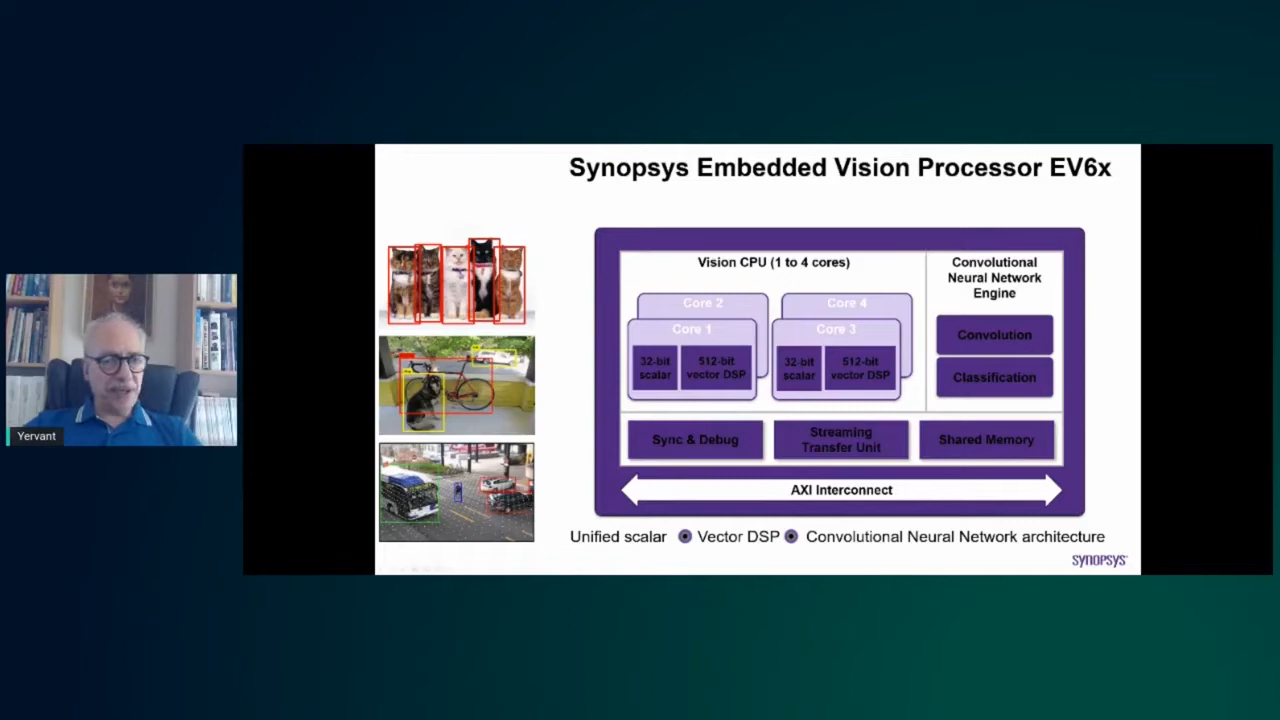 Synopsys Embedded Vision Processor EV6x
Vision CPU (1 to 4 cores)
Core 2
Core 1
32-bit
scalar
512-bit
vector DSP
Core 4
Core 3
32-bit
scalar
512-bit
vector DSP
Convolutional
Neural Network
Engine
Convolution
Classification
Sync & Debug
Streaming
Transfer Unit
Shared Memory
AXI Interconnect
Unified scalar Vector DSP Convolutional Neural Network architecture
SYNOPSYS
Yervant